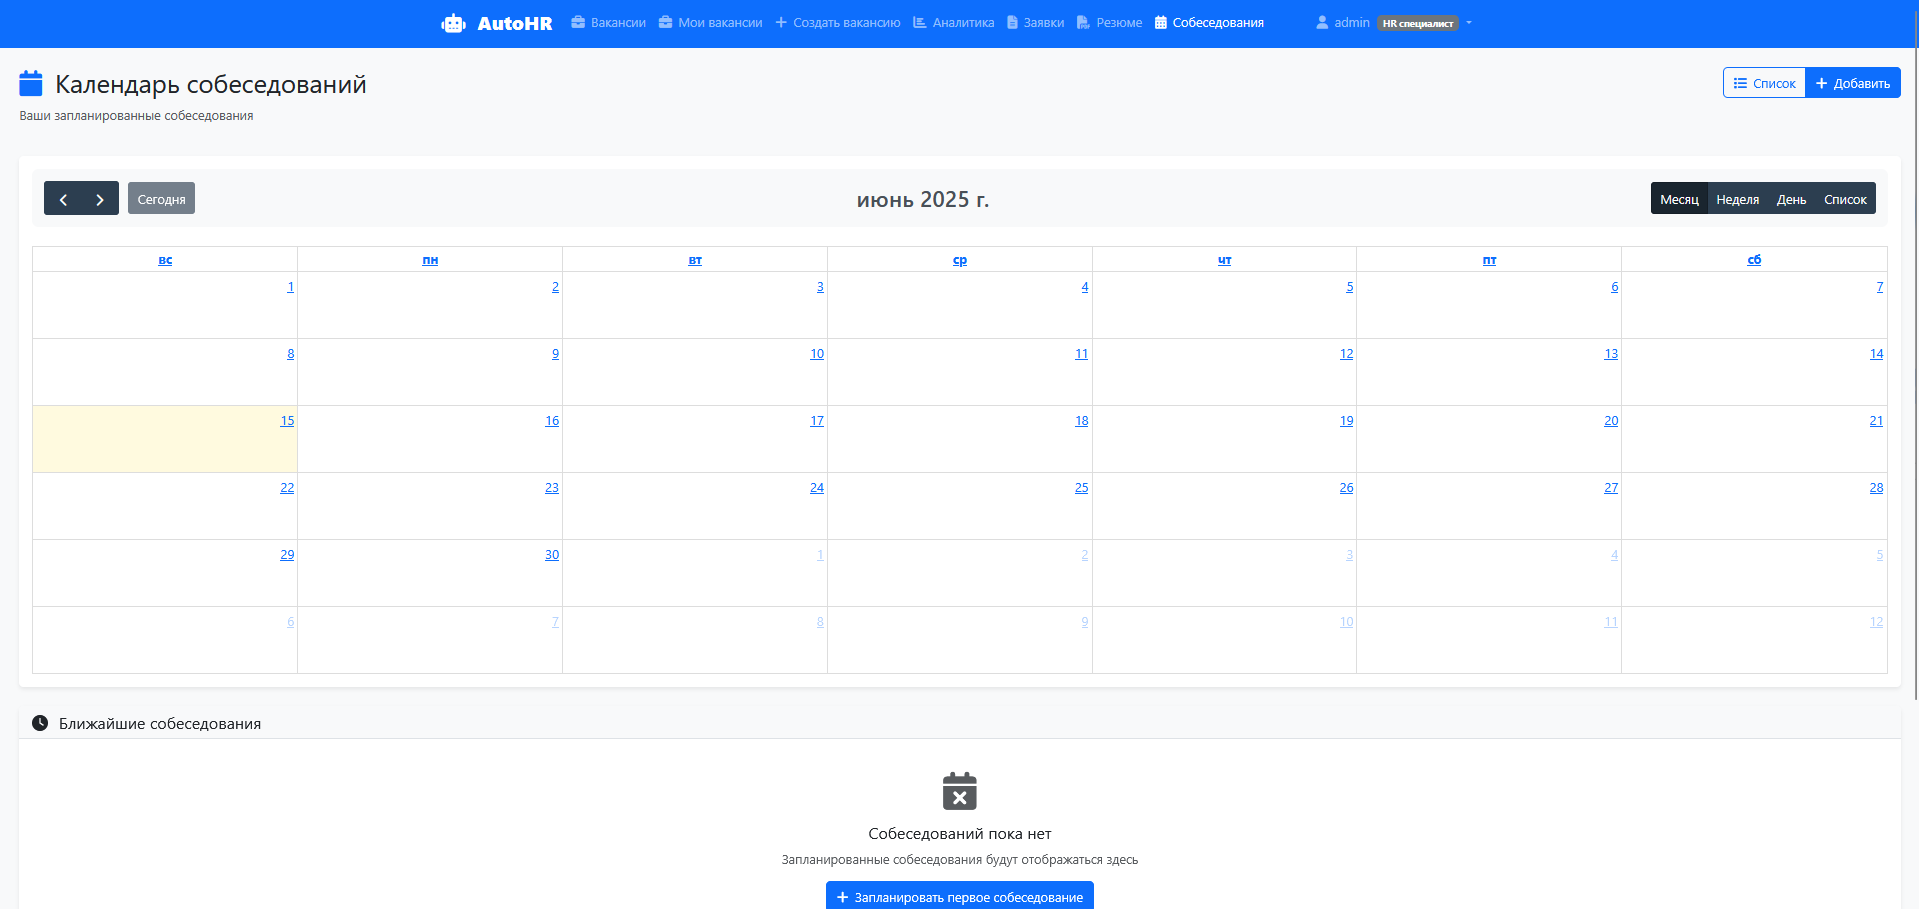 AutoHR Вакансии Мои вакансии Создать вакансию Аналитика Заявки Резюме Собеседования admin HR специалист
Календарь собеседований Список Добавить
Ваши запланированные собеседования
Сегодня июнь 2025 г. Месяц Неделя День Список
вс пн вт ср чт пт сб
1 2 3 4 5 6 7
8 9 10 11 12 13 14
15 16 17 18 19 20 21
22 23 24 25 26 27 28
29 30 1 2 3 4 5
6 7 8 9 10 11 12
Ближайшие собеседования
Собеседований пока нет
Запланированные собеседования будут отображаться здесь
Запланировать первое собеседование